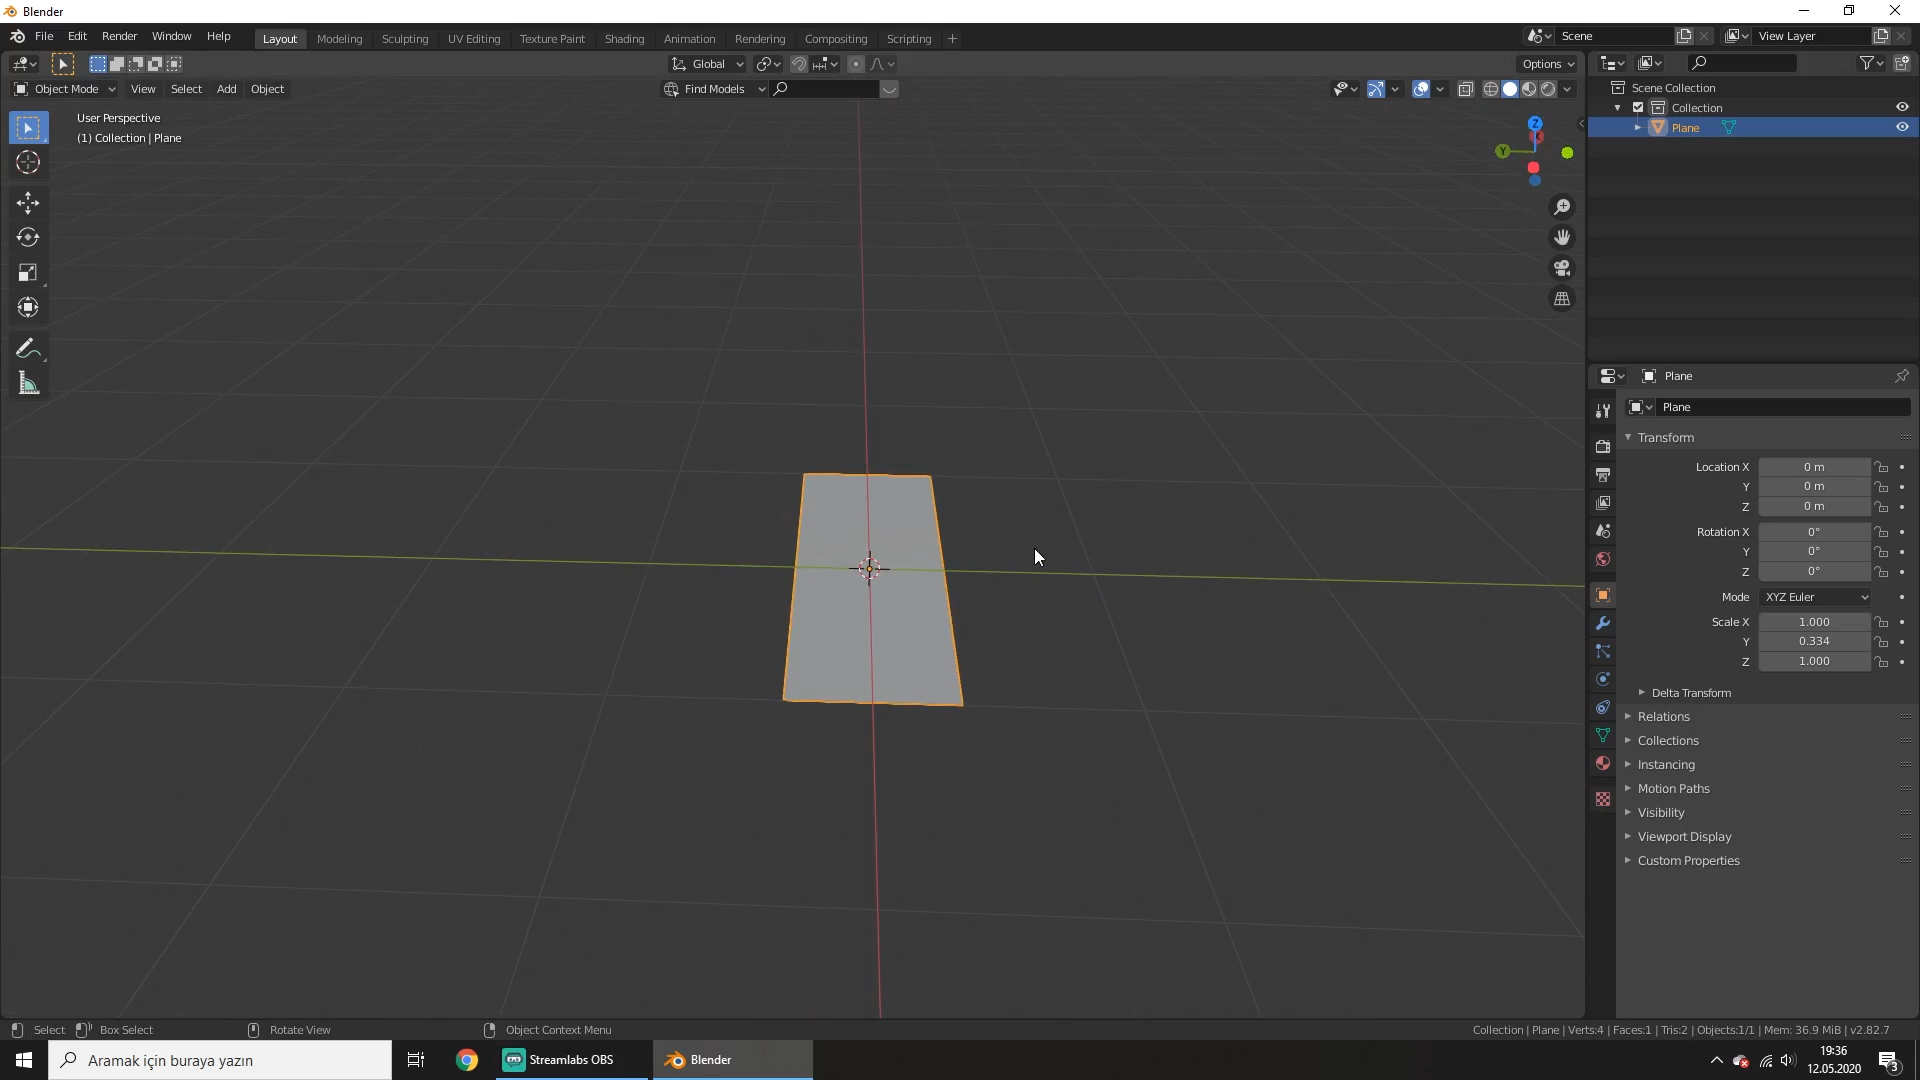 Blender
File Edit Render Window Help
Layout Modeling Sculpting UV Editing Texture Paint Shading Animation Rendering Compositing Scripting +
Scene
View Layer
Global
Options
Object Mode View Select Add Object
Find Models
User Perspective
(1) Collection | Plane
Z
Y
Scene Collection
Collection
Plane
Plane
Plane
Transform
Location X 0 m
Y 0 m
Z 0 m
Rotation X 0°
Y 0°
Z 0°
Mode XYZ Euler
Scale X 1.000
Y 0.334
Z 1.000
Delta Transform
Relations
Collections
Instancing
Motion Paths
Visibility
Viewport Display
Custom Properties
Select Box Select Rotate View Object Context Menu
Collection | Plane | Verts:4 | Faces:1 | Tris:2 | Objects:1/1 | Mem: 36.9 MiB | v2.82.7
Aramak için buraya yazın
Streamlabs OBS
Blender
19:36
12.05.2020
3